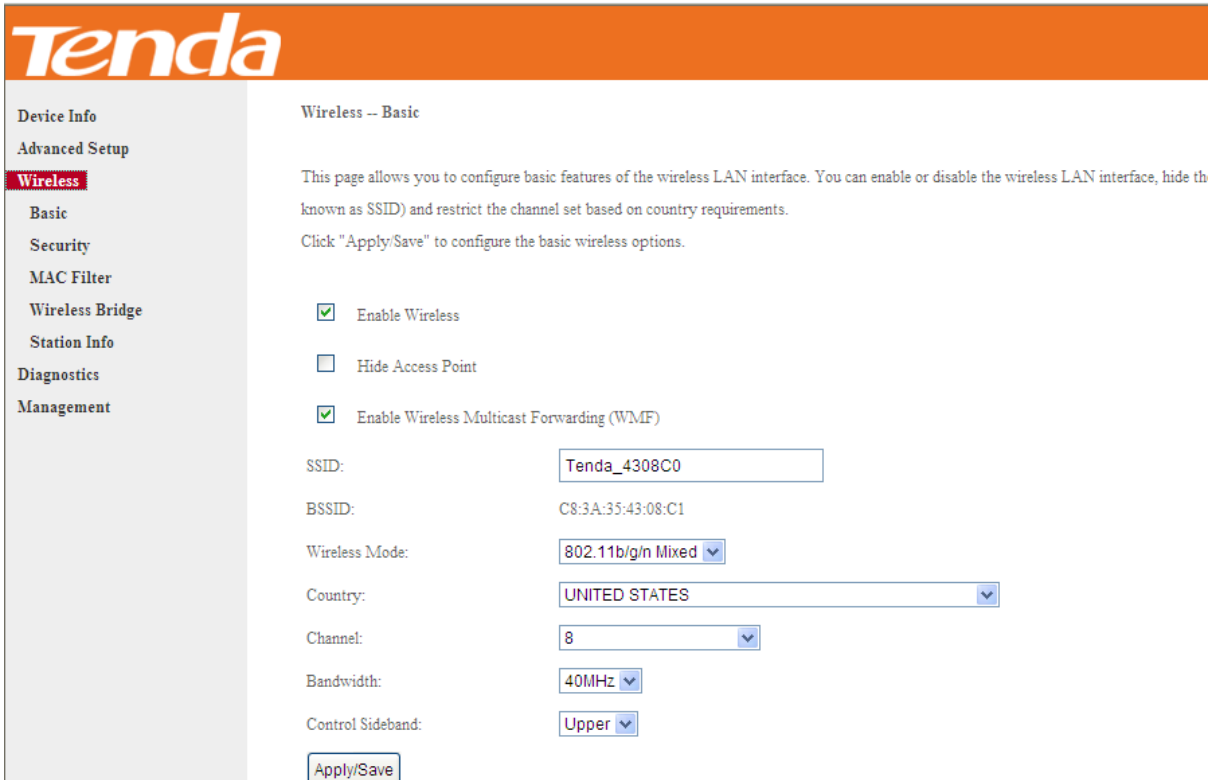 Tenda
Device Info
Advanced Setup
Wireless
Basic
Security
MAC Filter
Wireless Bridge
Station Info
Diagnostics
Management
Wireless -- Basic
This page allows you to configure basic features of the wireless LAN interface. You can enable or disable the wireless LAN interface, hide the
known as SSID) and restrict the channel set based on country requirements.
Click "Apply/Save" to configure the basic wireless options.
Enable Wireless
Hide Access Point
Enable Wireless Multicast Forwarding (WMF)
SSID: Tenda_4308C0
BSSID: C8:3A:35:43:08:C1
Wireless Mode: 802.11b/g/n Mixed
Country: UNITED STATES
Channel: 8
Bandwidth: 40MHz
Control Sideband: Upper
Apply/Save